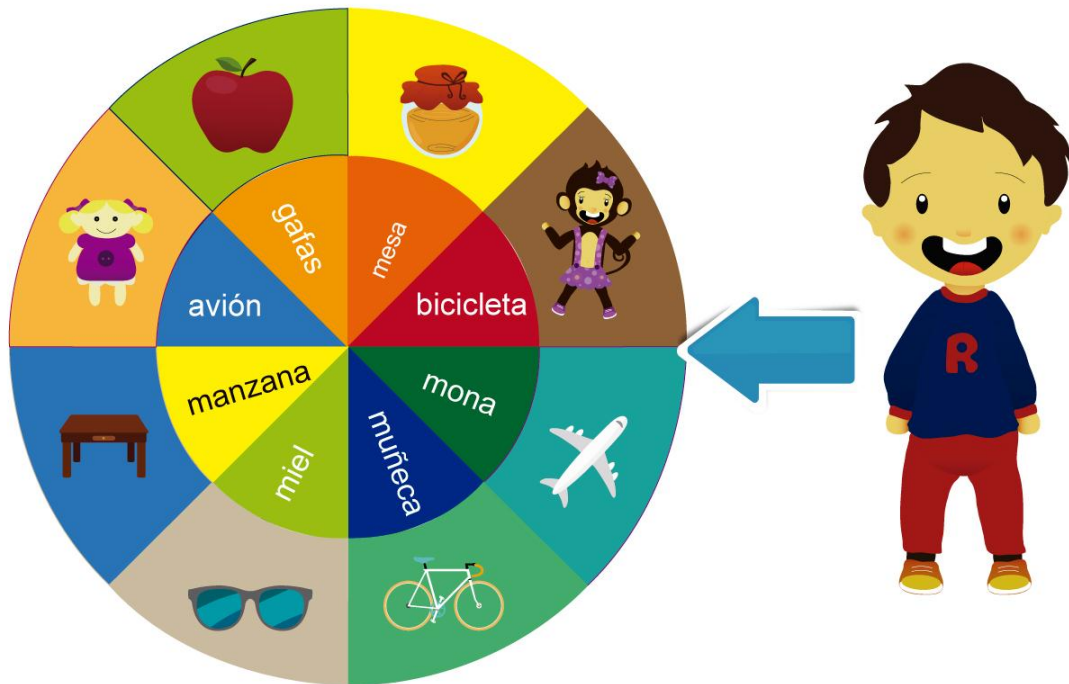 gafas
mesa
avión
bicicleta
manzana
mona
miel
muñeca
R